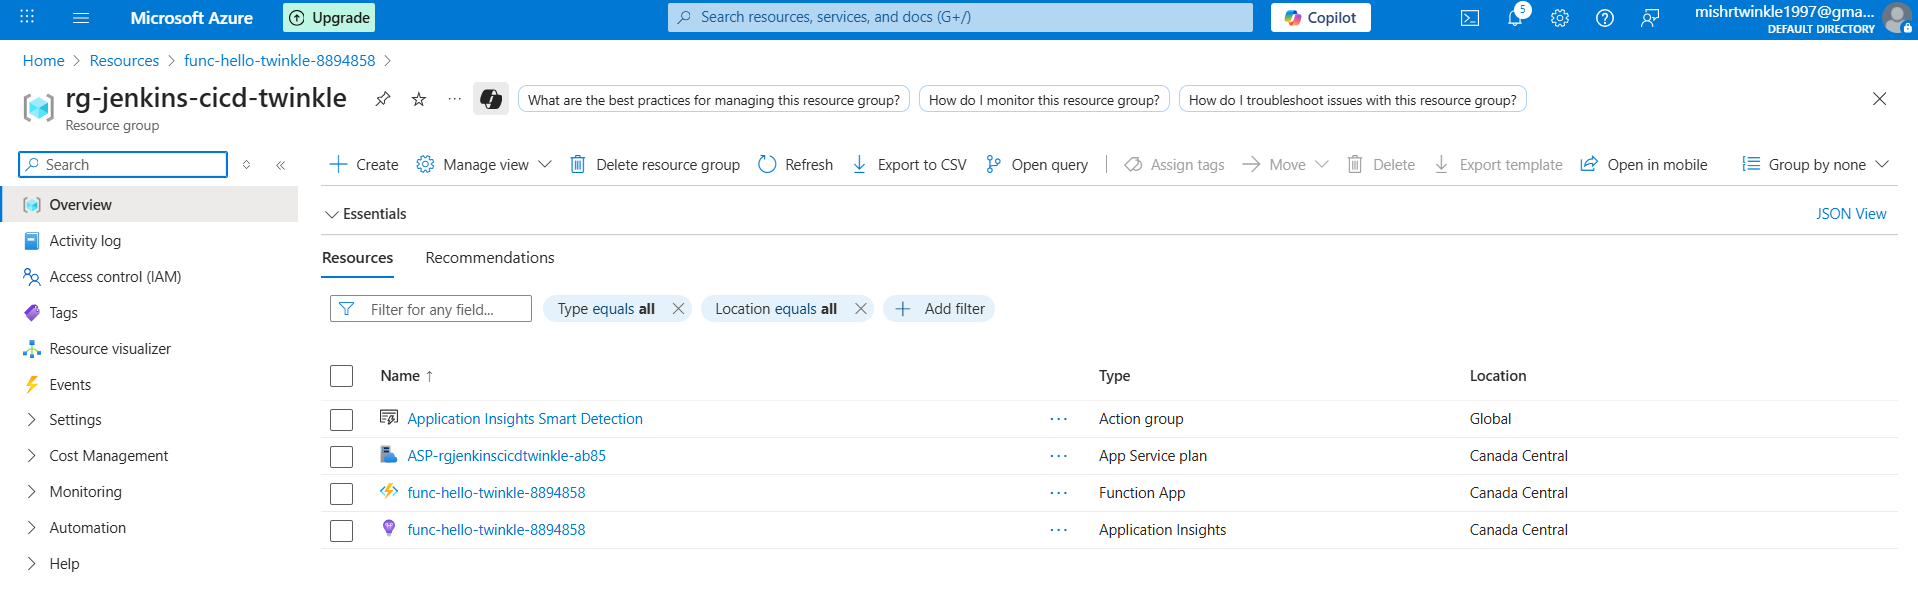 Microsoft Azure
Upgrade
Search resources, services, and docs (G+/)
Copilot
5
mishrtwinkle1997@gma...
DEFAULT DIRECTORY
Home > Resources > func-hello-twinkle-8894858 >
rg-jenkins-cicd-twinkle
Resource group
What are the best practices for managing this resource group?
How do I monitor this resource group?
How do I troubleshoot issues with this resource group?
Search
Overview
Activity log
Access control (IAM)
Tags
Resource visualizer
Events
Settings
Cost Management
Monitoring
Automation
Help
Create
Manage view
Delete resource group
Refresh
Export to CSV
Open query
Assign tags
Move
Delete
Export template
Open in mobile
Group by none
Essentials
JSON View
Resources
Recommendations
Filter for any field...
Type equals all
Location equals all
Add filter
Name ↑ Type Location
Application Insights Smart Detection ... Action group Global
ASP-rgjenkinscicdtwinkle-ab85 ... App Service plan Canada Central
func-hello-twinkle-8894858 ... Function App Canada Central
func-hello-twinkle-8894858 ... Application Insights Canada Central